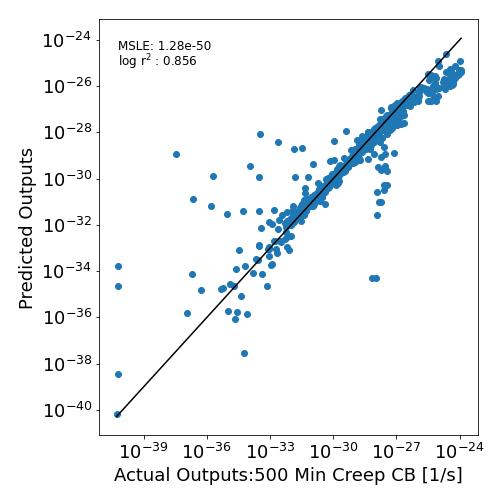 MSLE: 1.28e-50
log r² : 0.856
10⁻²⁴
10⁻²⁶
10⁻²⁸
10⁻³⁰
10⁻³²
10⁻³⁴
10⁻³⁶
10⁻³⁸
10⁻⁴⁰
Predicted Outputs
10⁻³⁹ 10⁻³⁶ 10⁻³³ 10⁻³⁰ 10⁻²⁷ 10⁻²⁴
Actual Outputs:500 Min Creep CB [1/s]